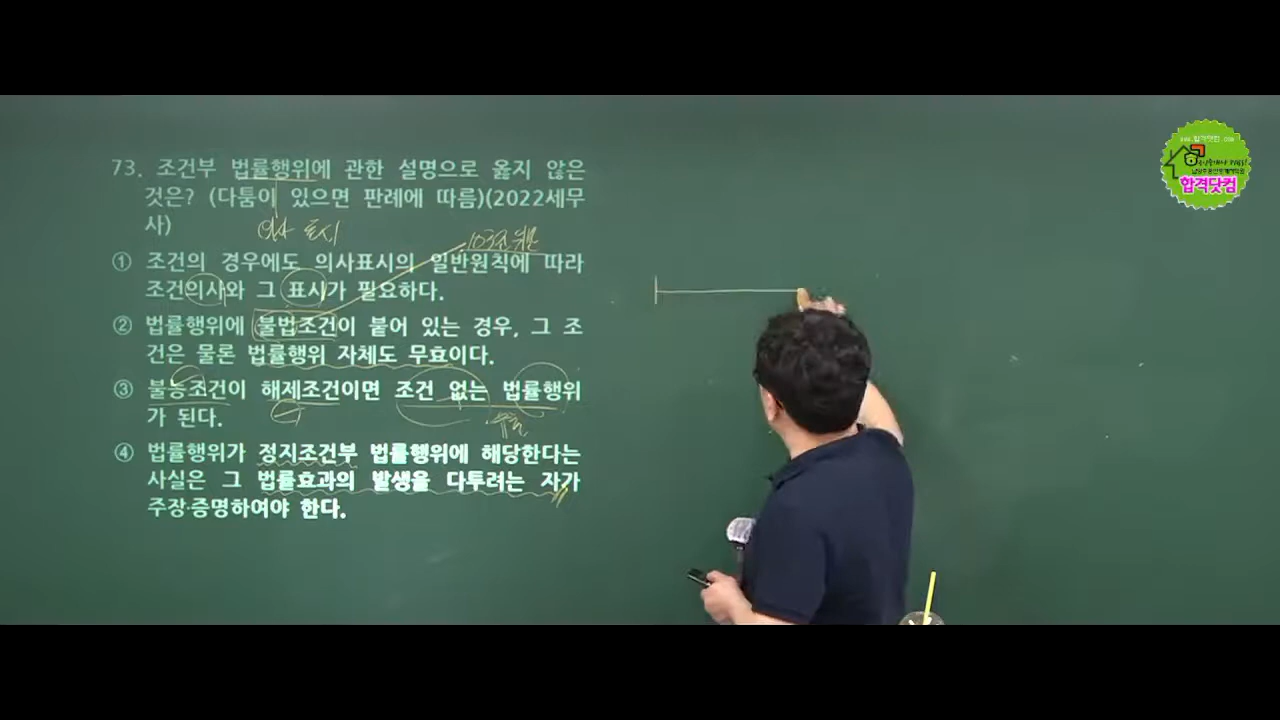 73. 조건부 법률행위에 관한 설명으로 옳지 않은
것은? (다툼이 있으면 판례에 따름)(2022세무
사)
의사 표시
103조 위반
① 조건의 경우에도 의사표시의 일반원칙에 따라
조건의사와 그 표시가 필요하다.
② 법률행위에 불법조건이 붙어 있는 경우, 그 조
건은 물론 법률행위 자체도 무효이다.
③ 불능조건이 해제조건이면 조건 없는 법률행위
가 된다.
④ 법률행위가 정지조건부 법률행위에 해당한다는
사실은 그 법률효과의 발생을 다투려는 자가
주장·증명하여야 한다.
합격닷컴